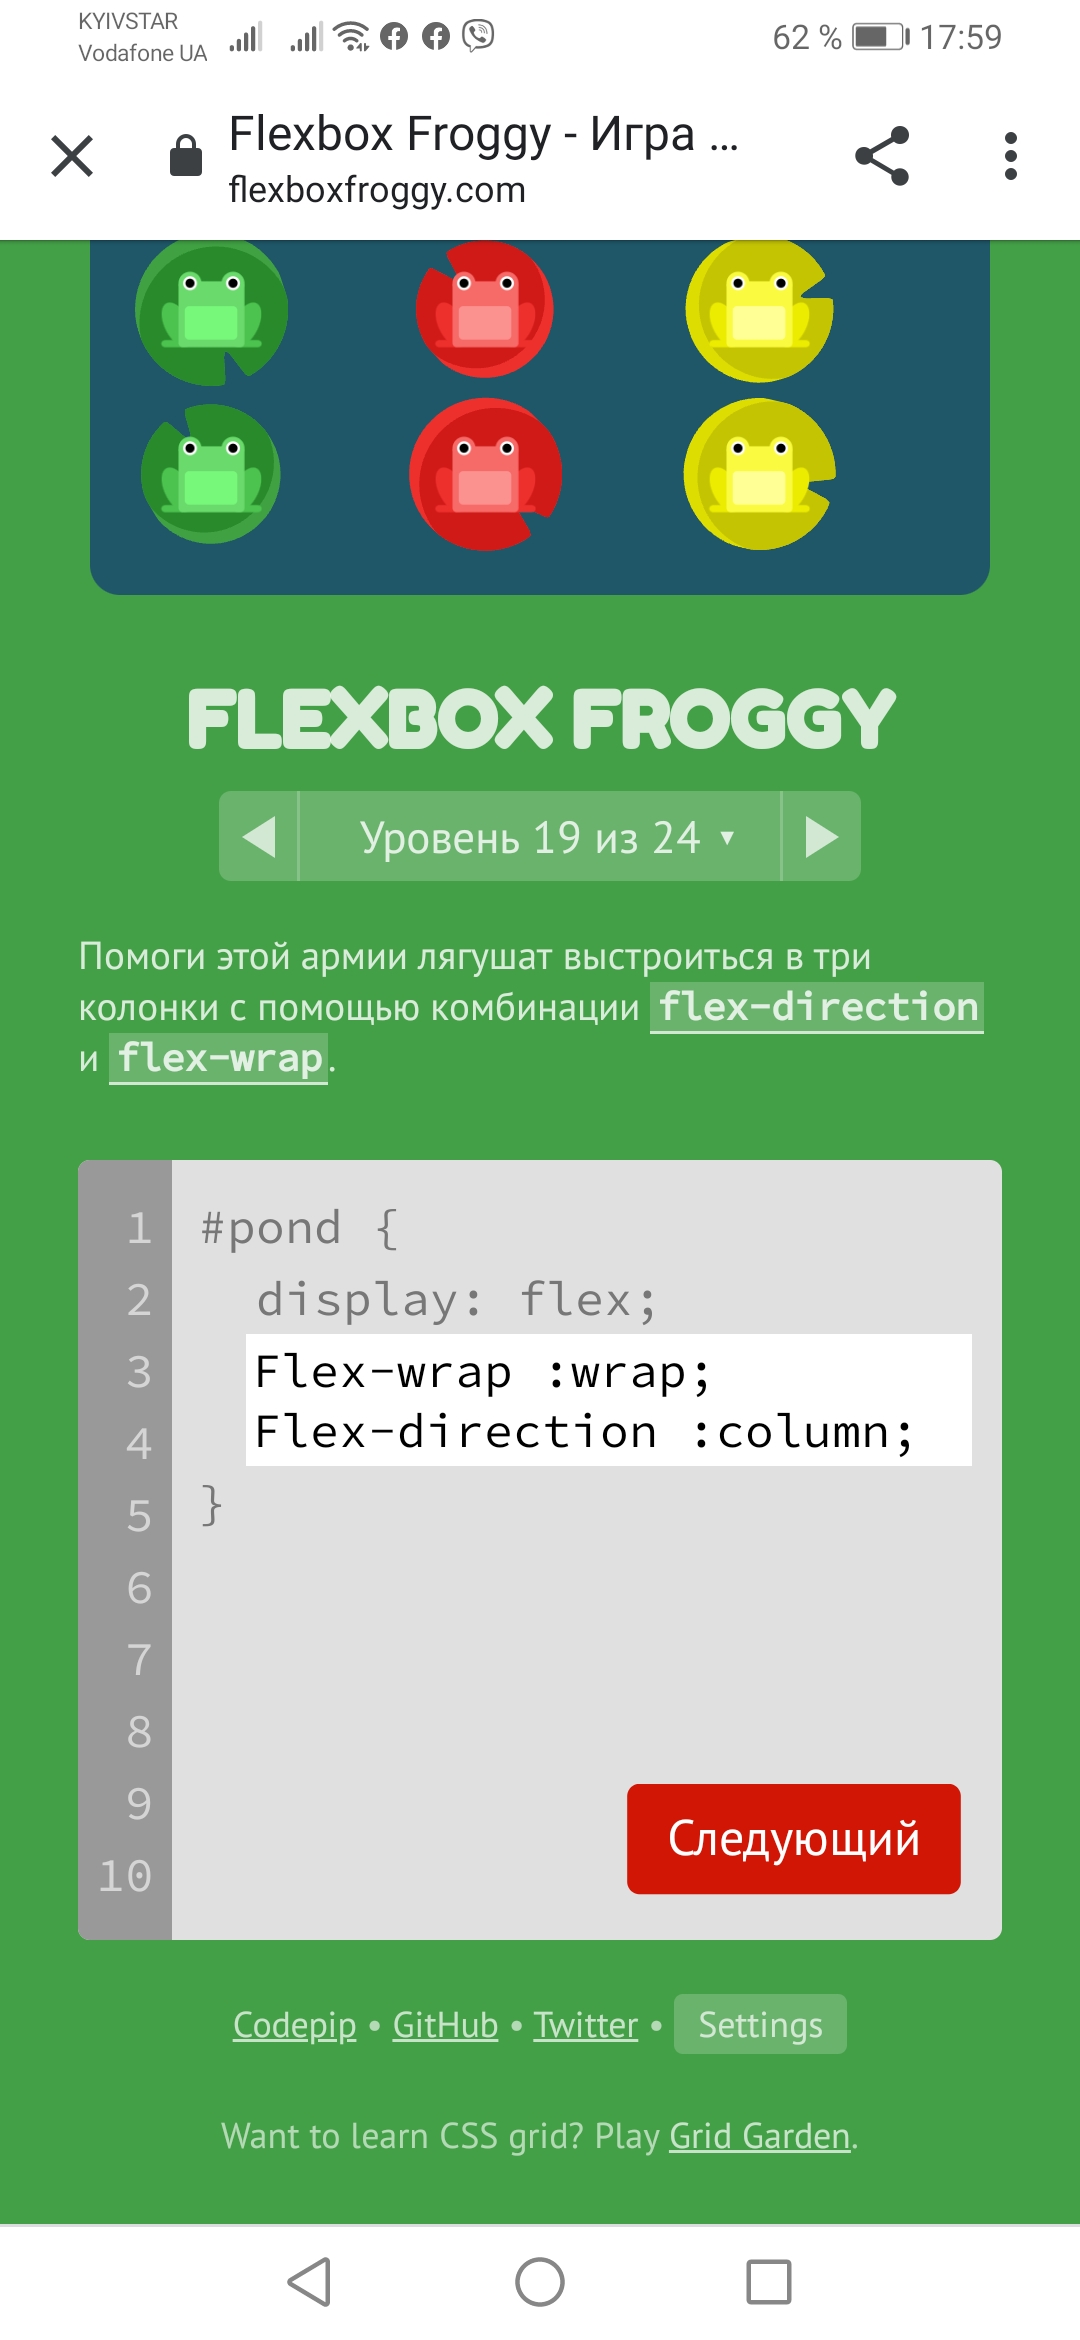 KYIVSTAR
Vodafone UA
62 %
17:59
Flexbox Froggy - Игра ...
flexboxfroggy.com
FLEXBOX FROGGY
Уровень 19 из 24 ▾
Помоги этой армии лягушат выстроиться в три
колонки с помощью комбинации flex-direction
и flex-wrap.
1 #pond {
2 display: flex;
3 Flex-wrap :wrap;
4 Flex-direction :column;
5 }
6
7
8
9
10
Следующий
Codepip • GitHub • Twitter • Settings
Want to learn CSS grid? Play Grid Garden.